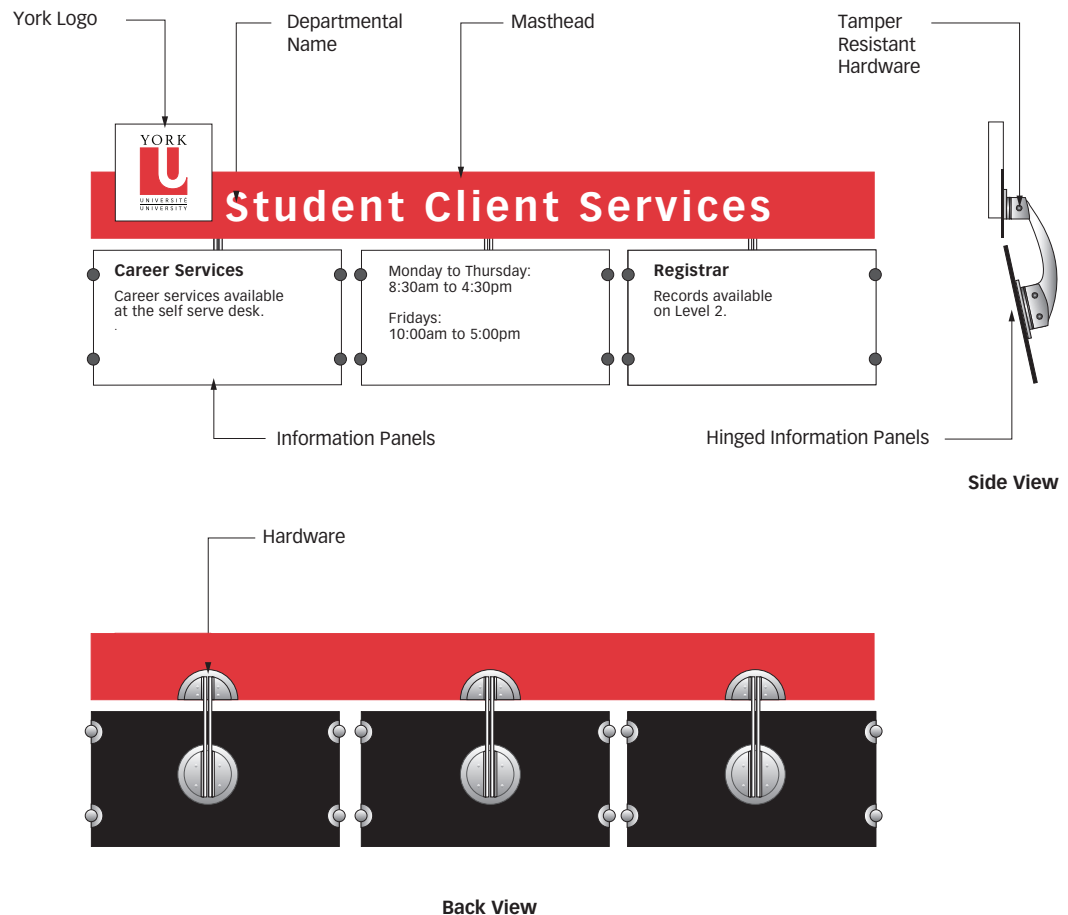 York Logo
Departmental
Name
Masthead
Tamper
Resistant
Hardware
YORK
U
UNIVERSITÉ
UNIVERSITY
Student Client Services
Career Services
Career services available
at the self serve desk.
.
Monday to Thursday:
8:30am to 4:30pm
Fridays:
10:00am to 5:00pm
Registrar
Records available
on Level 2.
Information Panels
Hinged Information Panels
Side View
Hardware
Back View